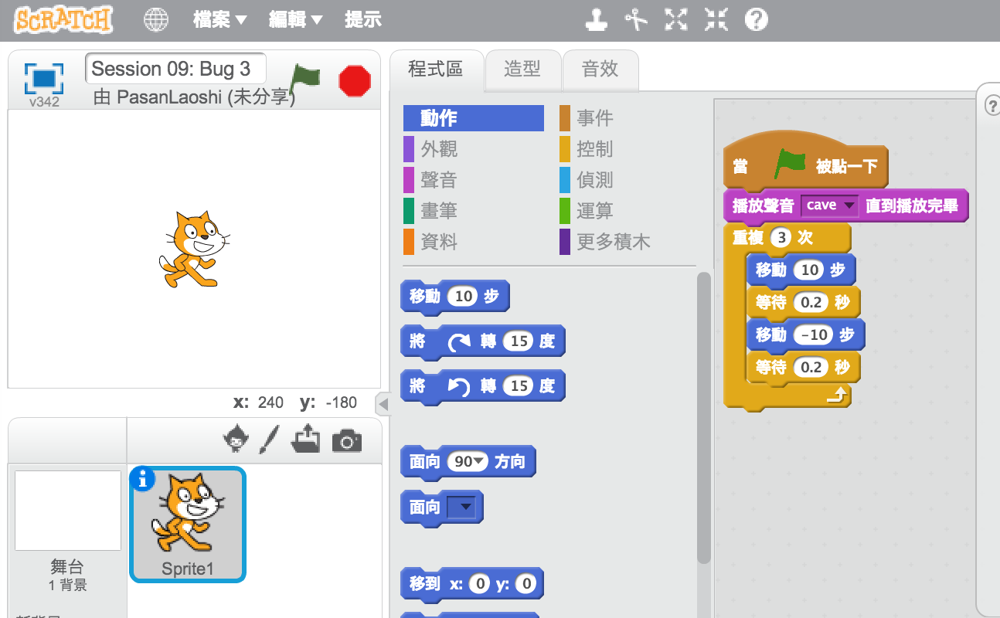 SCRATCH 檔案 編輯 提示
v342
Session 09: Bug 3
由 PasanLaoshi (未分享)
x: 240 y: -180
舞台
1 背景
Sprite1
程式區 造型 音效
動作 事件
外觀 控制
聲音 偵測
畫筆 運算
資料 更多積木
移動 10 步
將 轉 15 度
將 轉 15 度
面向 90 方向
面向
移到 x: 0 y: 0
當 被點一下
播放聲音 cave 直到播放完畢
重複 3 次
移動 10 步
等待 0.2 秒
移動 -10 步
等待 0.2 秒